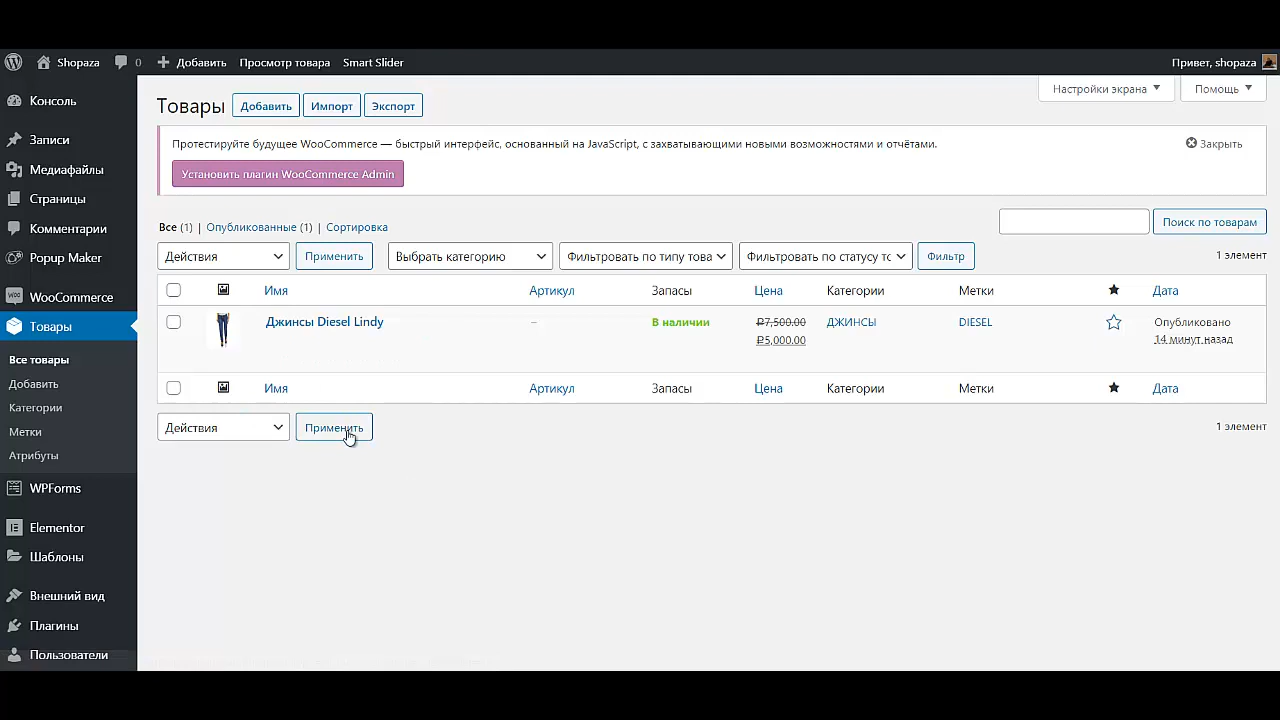 Shopaza 0 Добавить Просмотр товара Smart Slider Привет, shopaza
Консоль
Записи
Медиафайлы
Страницы
Комментарии
Popup Maker
WooCommerce
Товары
Все товары
Добавить
Категории
Метки
Атрибуты
WPForms
Elementor
Шаблоны
Внешний вид
Плагины
Пользователи
Настройки экрана Помощь
Товары Добавить Импорт Экспорт
Протестируйте будущее WooCommerce — быстрый интерфейс, основанный на JavaScript, с захватывающими новыми возможностями и отчётами. Закрыть
Установить плагин WooCommerce Admin
Все (1) | Опубликованные (1) | Сортировка Поиск по товарам
Действия Применить Выбрать категорию Фильтровать по типу това Фильтровать по статусу тс Фильтр 1 элемент
Имя Артикул Запасы Цена Категории Метки Дата
Джинсы Diesel Lindy – В наличии ₽7,500.00 ДЖИНСЫ DIESEL Опубликовано
₽5,000.00 14 минут назад
Имя Артикул Запасы Цена Категории Метки Дата
Действия Применить 1 элемент